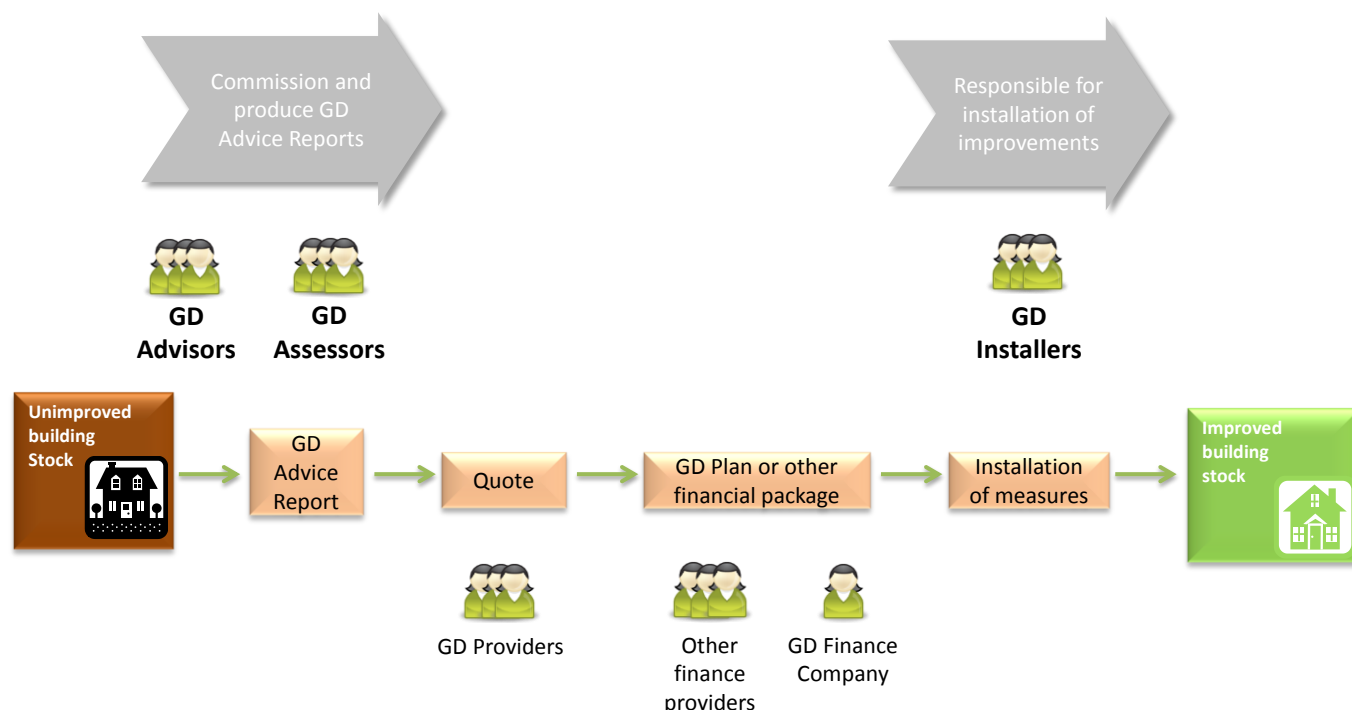 Commission and
produce GD
Advice Reports
Responsible for
installation of
improvements
GD
Advisors
GD
Assessors
GD
Installers
Unimproved
building
Stock
GD
Advice
Report
Quote
GD Plan or other
financial package
Installation
of measures
Improved
building
stock
GD Providers
Other
finance
providers
GD Finance
Company